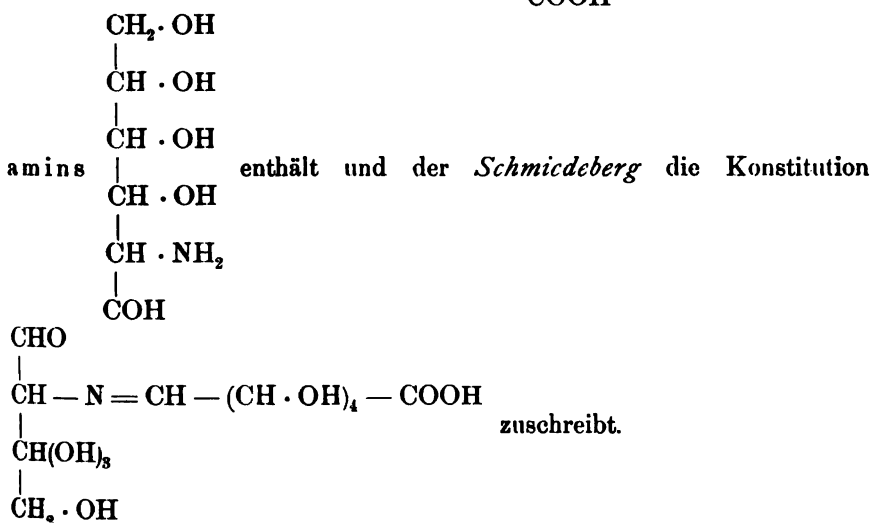 COOH
CH₂· OH
|
CH · OH
|
CH · OH
amins | enthält und der Schmiedeberg die Konstitution
CH · OH
|
CH · NH₂
|
COH
CHO
|
CH — N = CH — (CH · OH)₄ — COOH
| zuschreibt.
CH(OH)₃
|
CH₂ · OH